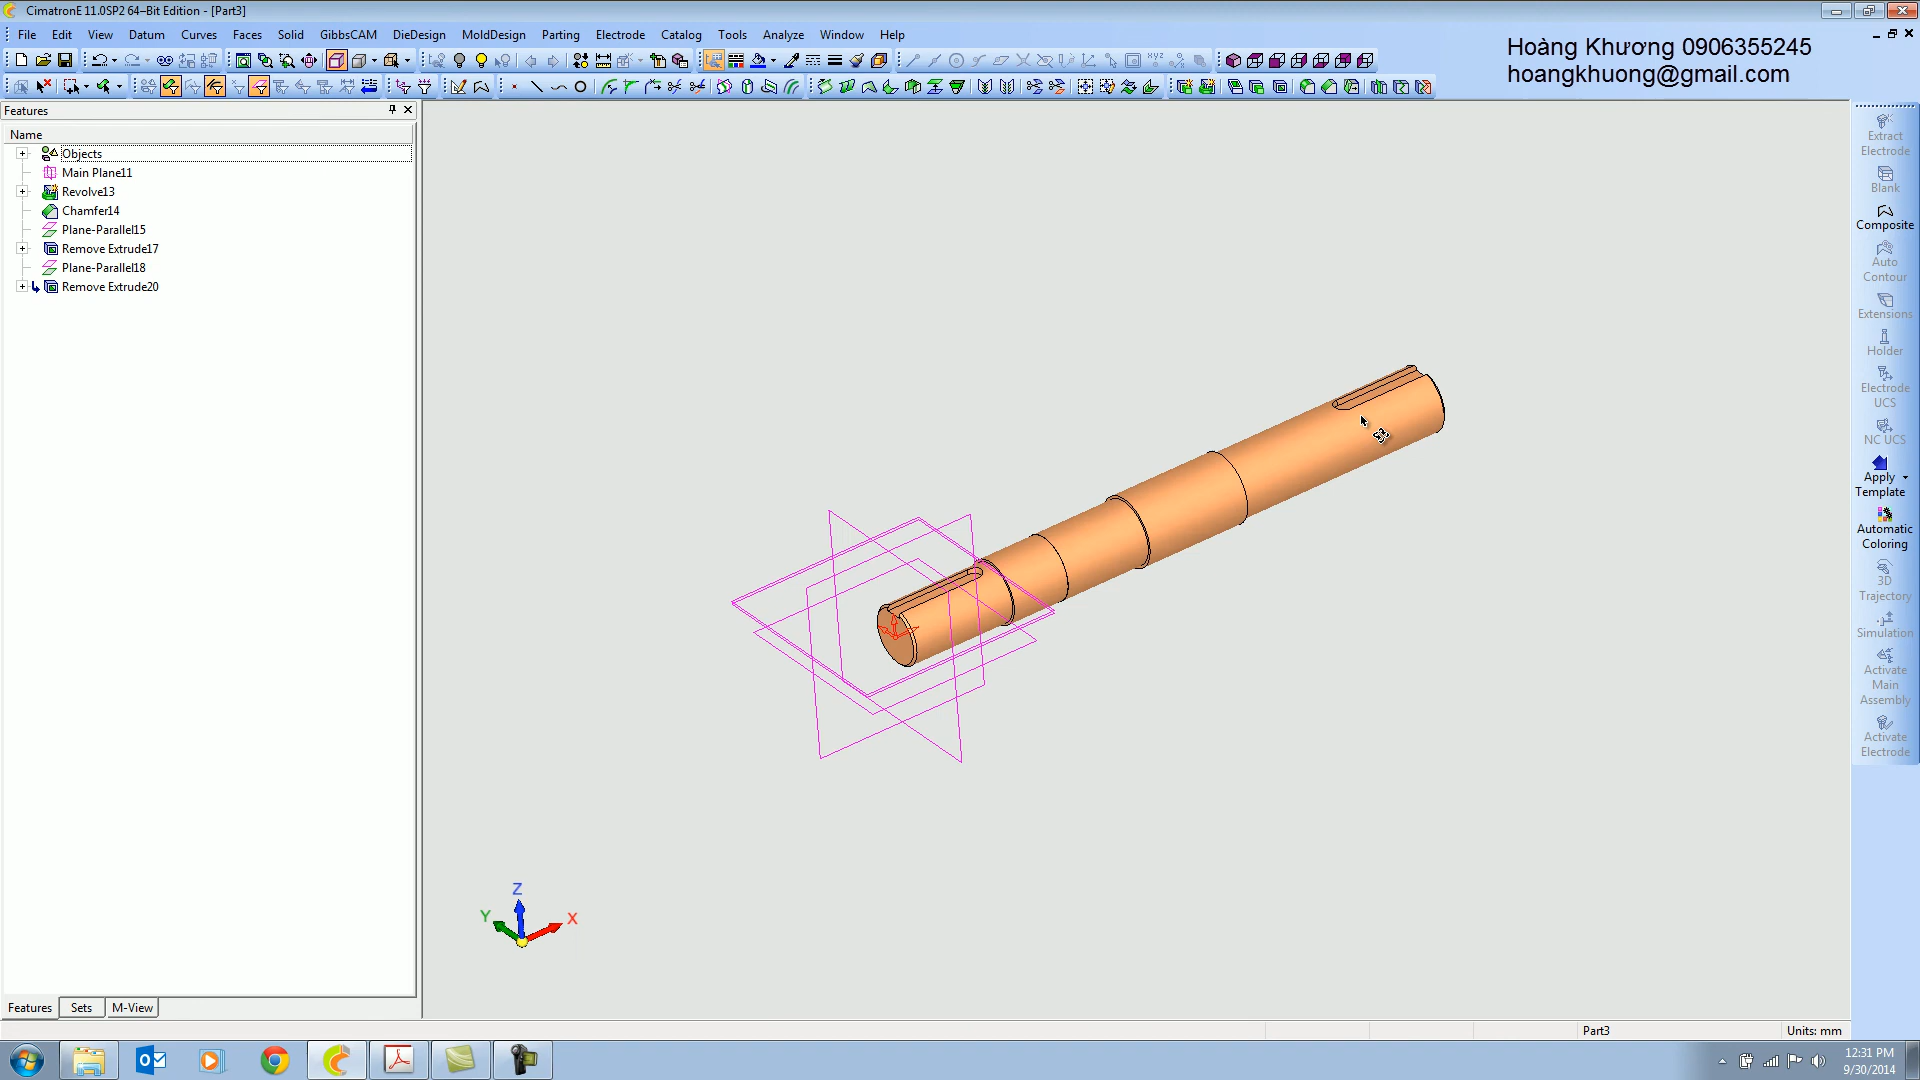 CimatronE 11.0SP2 64–Bit Edition - [Part3]
File Edit View Datum Curves Faces Solid GibbsCAM DieDesign MoldDesign Parting Electrode Catalog Tools Analyze Window Help
Hoàng Khương 0906355245
hoangkhuong@gmail.com
Features
Name
Objects
Main Plane11
Revolve13
Chamfer14
Plane-Parallel15
Remove Extrude17
Plane-Parallel18
Remove Extrude20
Extract
Electrode
Blank
Composite
Auto
Contour
Extensions
Holder
Electrode
UCS
NC UCS
Apply
Template
Automatic
Coloring
3D
Trajectory
Simulation
Activate
Main
Assembly
Activate
Electrode
Z
Y
X
Features Sets M-View
Part3
Units: mm
12:31 PM
9/30/2014